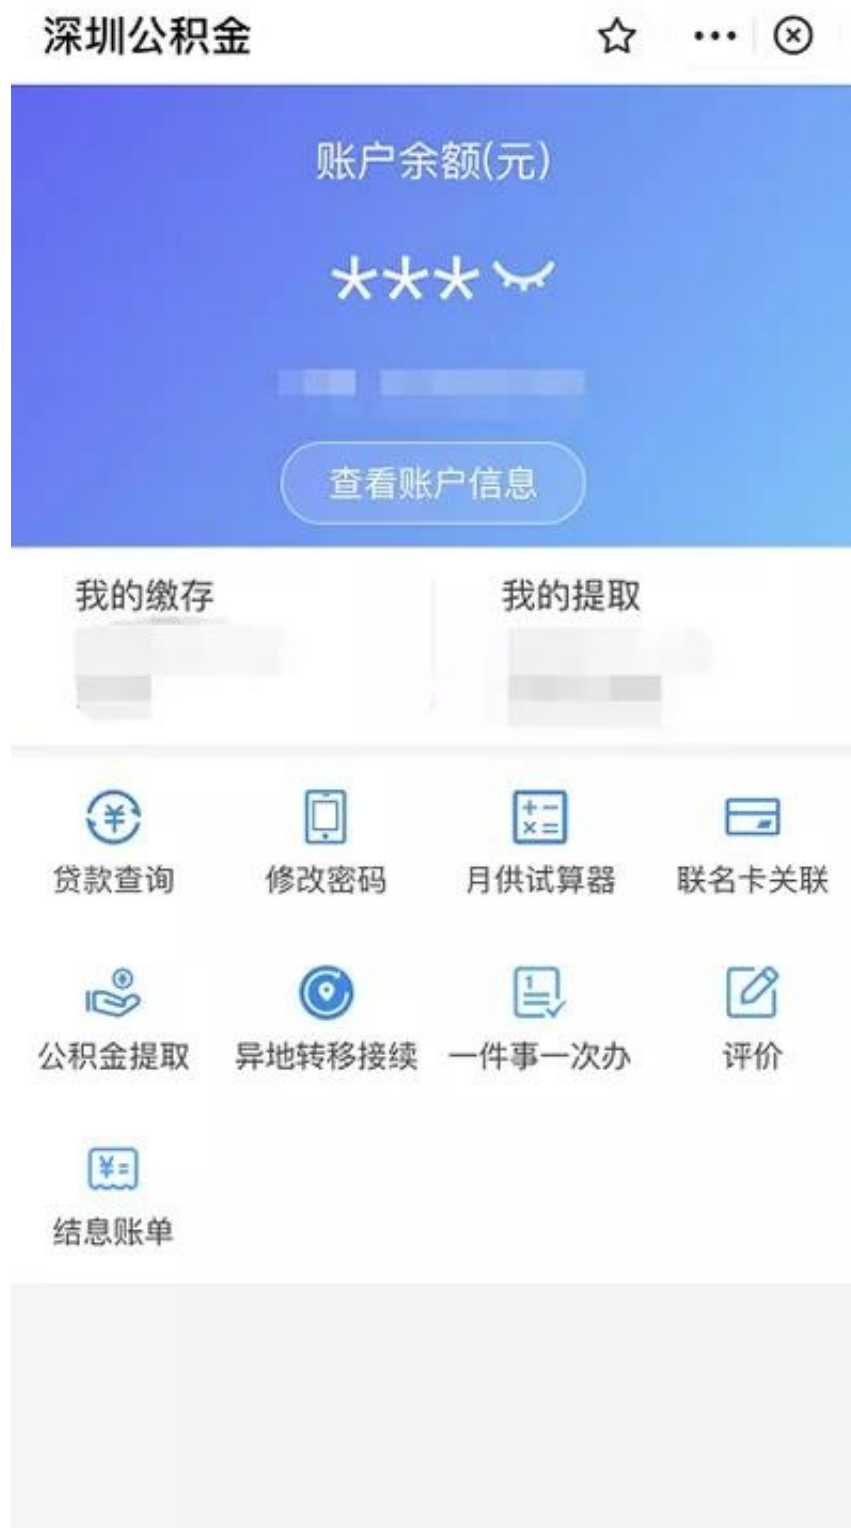 深圳公积金
账户余额(元)
***
查看账户信息
我的缴存 我的提取
贷款查询 修改密码 月供试算器 联名卡关联
公积金提取 异地转移接续 一件事一次办 评价
结息账单